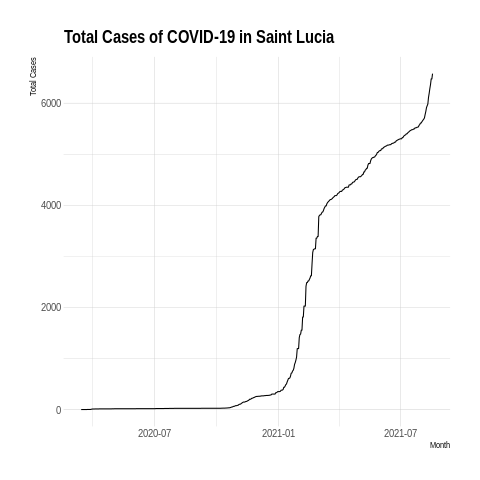 Total Cases of COVID-19 in Saint Lucia
Total Cases
6000
4000
2000
0
2020-07 2021-01 2021-07
Month